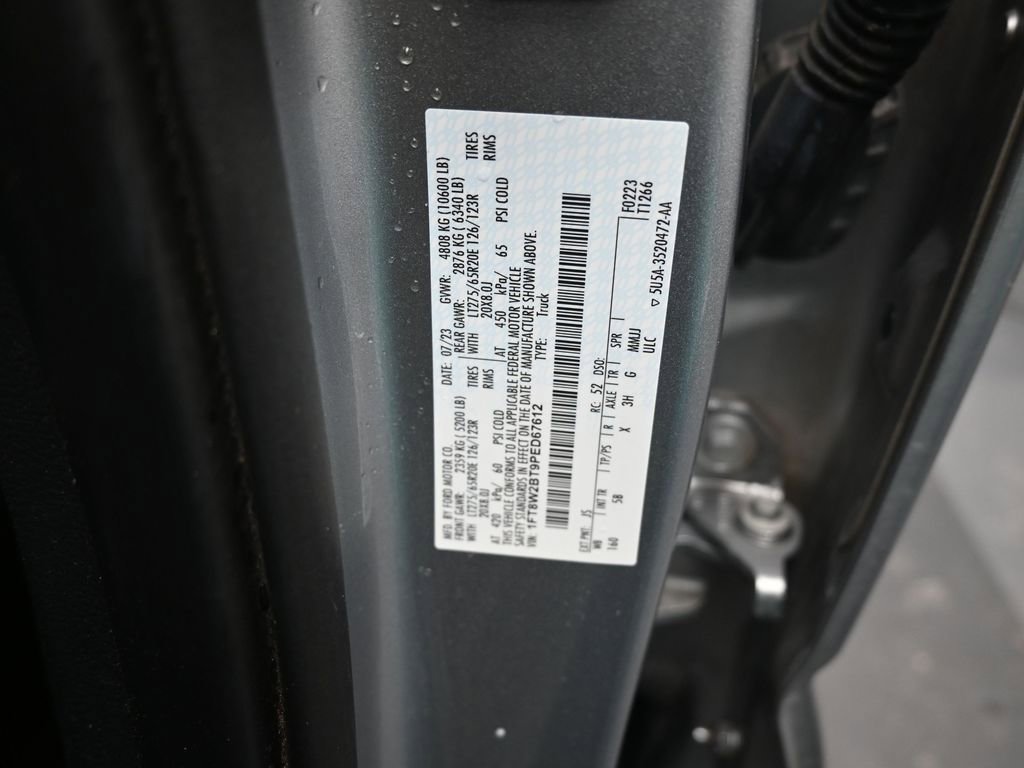 MFD. BY FORD MOTOR CO. DATE: 07/23 GVWR: 4808 KG (10600 LB)
FRONT GAWR: 2359 KG (5200 LB) REAR GAWR: 2876 KG (6340 LB)
WITH LT275/65R20E 126/123R TIRES WITH LT275/65R20E 126/123R TIRES
20X8.0J RIMS 20X8.0J RIMS
AT 420 kPa/ 60 PSI COLD AT 450 kPa/ 65 PSI COLD
THIS VEHICLE CONFORMS TO ALL APPLICABLE FEDERAL MOTOR VEHICLE
SAFETY STANDARDS IN EFFECT ON THE DATE OF MANUFACTURE SHOWN ABOVE.
VIN: 1FT8W2BT9PED67612 TYPE: Truck
EXT PNT: J5 RC: 52 DSO:
WB INT TR TP/PS R AXLE TR SPR F0223
160 5B X 3H G MMJJ T1266
ULC
▽ 5U5A-3520472-AA